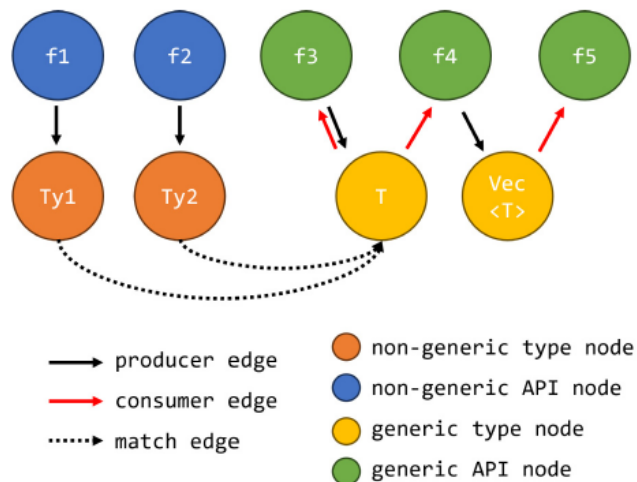 f1 f2 f3 f4 f5
Ty1 Ty2 T Vec
<T>
producer edge
consumer edge
match edge
non-generic type node
non-generic API node
generic type node
generic API node